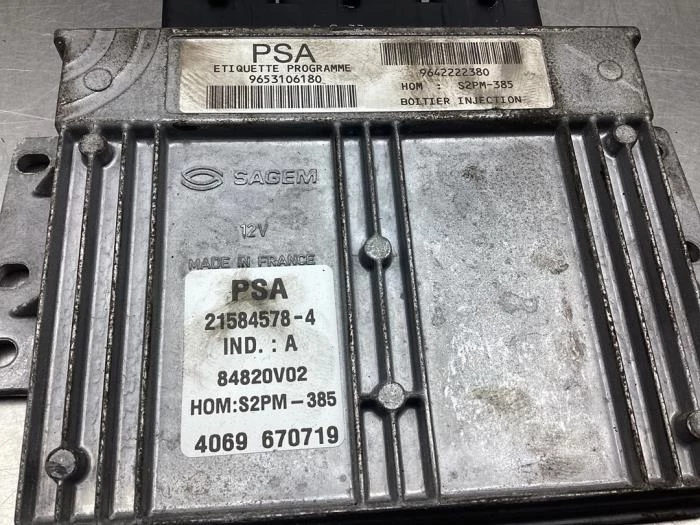 PSA
ETIQUETTE PROGRAMME
9653106180
9642222380
HOM : S2PM-385
BOITIER INJECTION
SAGEM
12V
MADE IN FRANCE
PSA
21584578-4
IND. : A
84820V02
HOM:S2PM-385
4069 670719